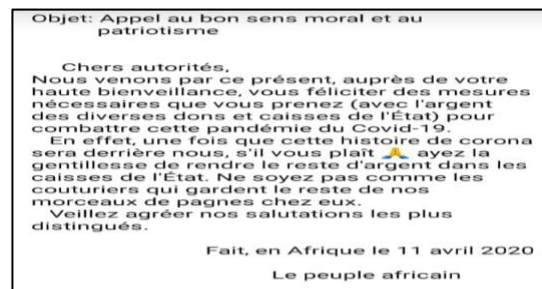 Objet: Appel au bon sens moral et au
patriotisme
Chers autorités,
Nous venons par ce présent, auprès de votre
haute bienveillance, vous féliciter des mesures
nécessaires que vous prenez (avec l'argent
des diverses dons et caisses de l'État) pour
combattre cette pandémie du Covid-19.
En effet, une fois que cette histoire de corona
sera derrière nous, s'il vous plaît 🙏 ayez la
gentillesse de rendre le reste d'argent dans les
caisses de l'État. Ne soyez pas comme les
couturiers qui gardent le reste de nos
morceaux de pagnes chez eux.
Veillez agréer nos salutations les plus
distingués.
Fait, en Afrique le 11 avril 2020
Le peuple africain